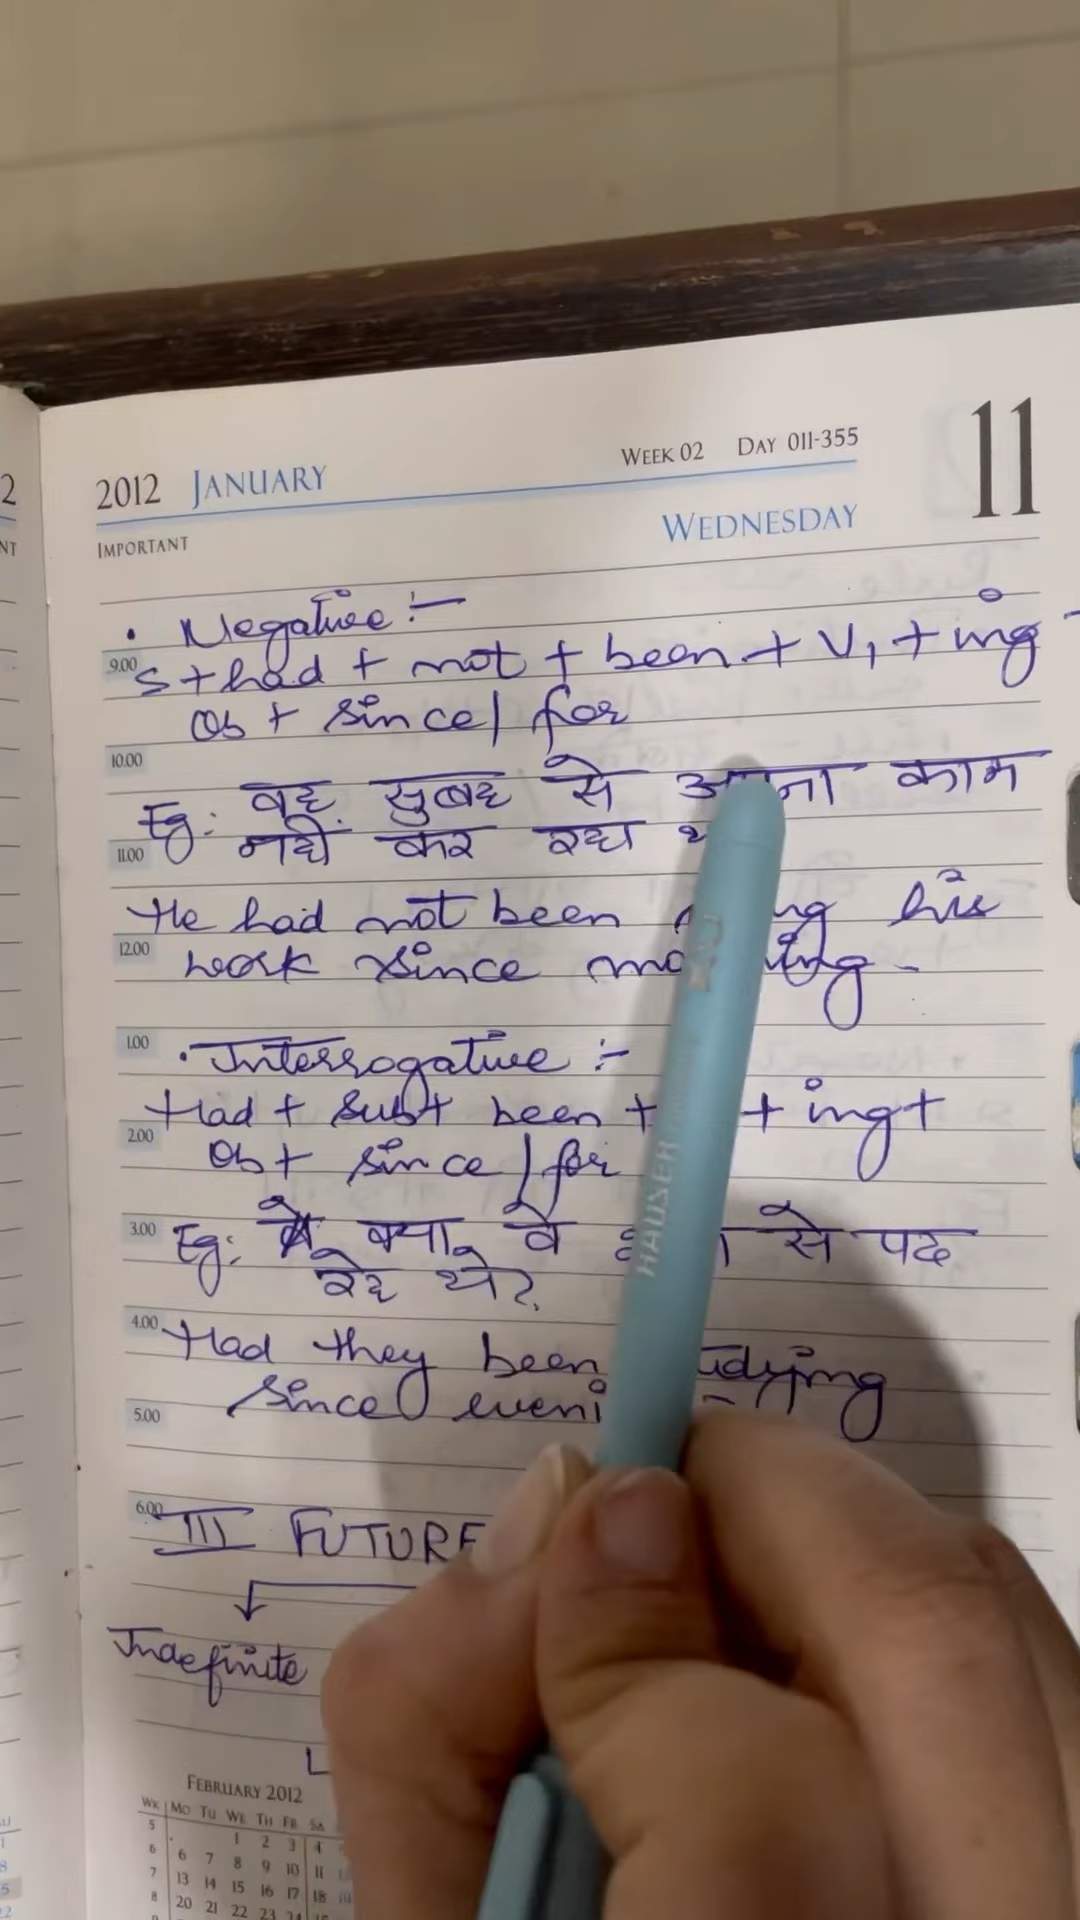 2012 JANUARY WEEK 02 DAY 011-355 11
WEDNESDAY
IMPORTANT
• Negative :-
9.00 S + had + not + been + V1 + ing
Ob + since / for
10.00
Eg: वह सुबह से अपना काम
11.00 नही कर रहा
He had not been his
12.00 work since morning
1.00 • Interrogative :-
Had + Sub + been + + ing +
2.00 Ob + since / for
3.00 Eg: क्या वे से पढ
रहे थे?
4.00 Had they been studying
5.00 since
6.00 III FUTURE
Indefinite
FEBRUARY 2012
WK MO TU WE TH FR SA
5 1 2 3 4
6 6 7 8 9 10 11
7 13 14 15 16 17 18
8 20 21 22 23 24
HAUSER